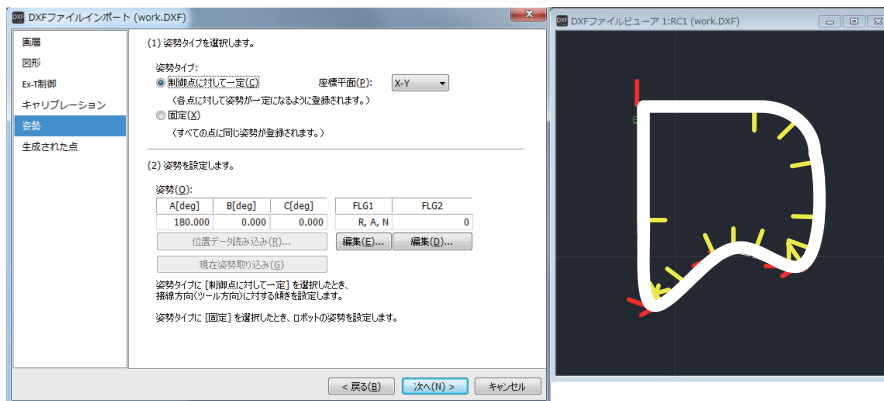 DXFファイルインポート (work.DXF)
画層
図形
Ex-T制御
キャリブレーション
姿勢
生成された点
(1) 姿勢タイプを選択します。
姿勢タイプ:
制御点に対して一定(C)
座標平面(P):
X-Y
(各点に対して姿勢が一定になるように登録されます。)
固定(X)
(すべての点に同じ姿勢が登録されます。)
(2) 姿勢を設定します。
姿勢(O):
A[deg] B[deg] C[deg] FLG1 FLG2
180.000 0.000 0.000 R, A, N 0
位置データ読み込み(R)... 編集(E)... 編集(D)...
現在姿勢取り込み(G)
姿勢タイプに [制御点に対して一定] を選択したとき、
接線方向(ツール方向)に対する傾きを設定します。
姿勢タイプに [固定] を選択したとき、ロボットの姿勢を設定します。
< 戻る(B) 次へ(N) > キャンセル
DXFファイルビューア 1:RC1 (work.DXF)